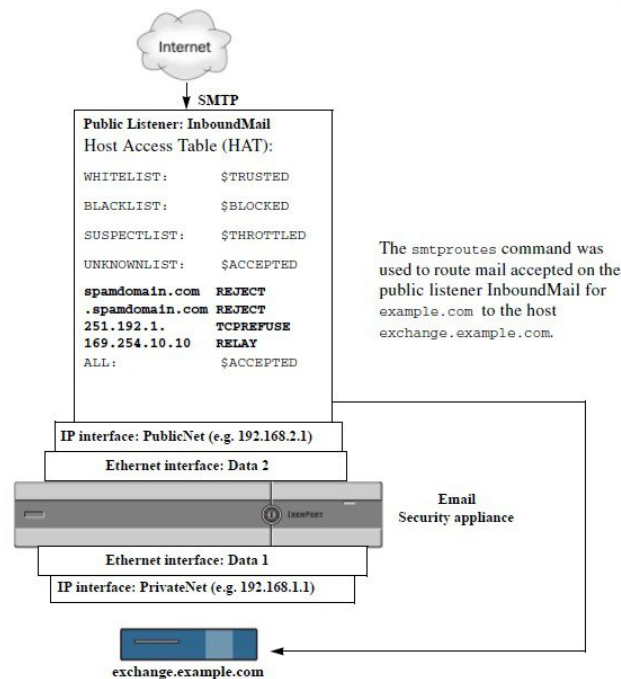 Internet
SMTP
Public Listener: InboundMail
Host Access Table (HAT):
WHITELIST: $TRUSTED
BLACKLIST: $BLOCKED
SUSPECTLIST: $THROTTLED
UNKNOWNLIST: $ACCEPTED
spamdomain.com REJECT
.spamdomain.com REJECT
251.192.1. TCPREFUSE
169.254.10.10 RELAY
ALL: $ACCEPTED
The smtproutes command was
used to route mail accepted on the
public listener InboundMail for
example.com to the host
exchange.example.com.
IP interface: PublicNet (e.g. 192.168.2.1)
Ethernet interface: Data 2
IRONPORT
Email
Security appliance
Ethernet interface: Data 1
IP interface: PrivateNet (e.g. 192.168.1.1)
exchange.example.com